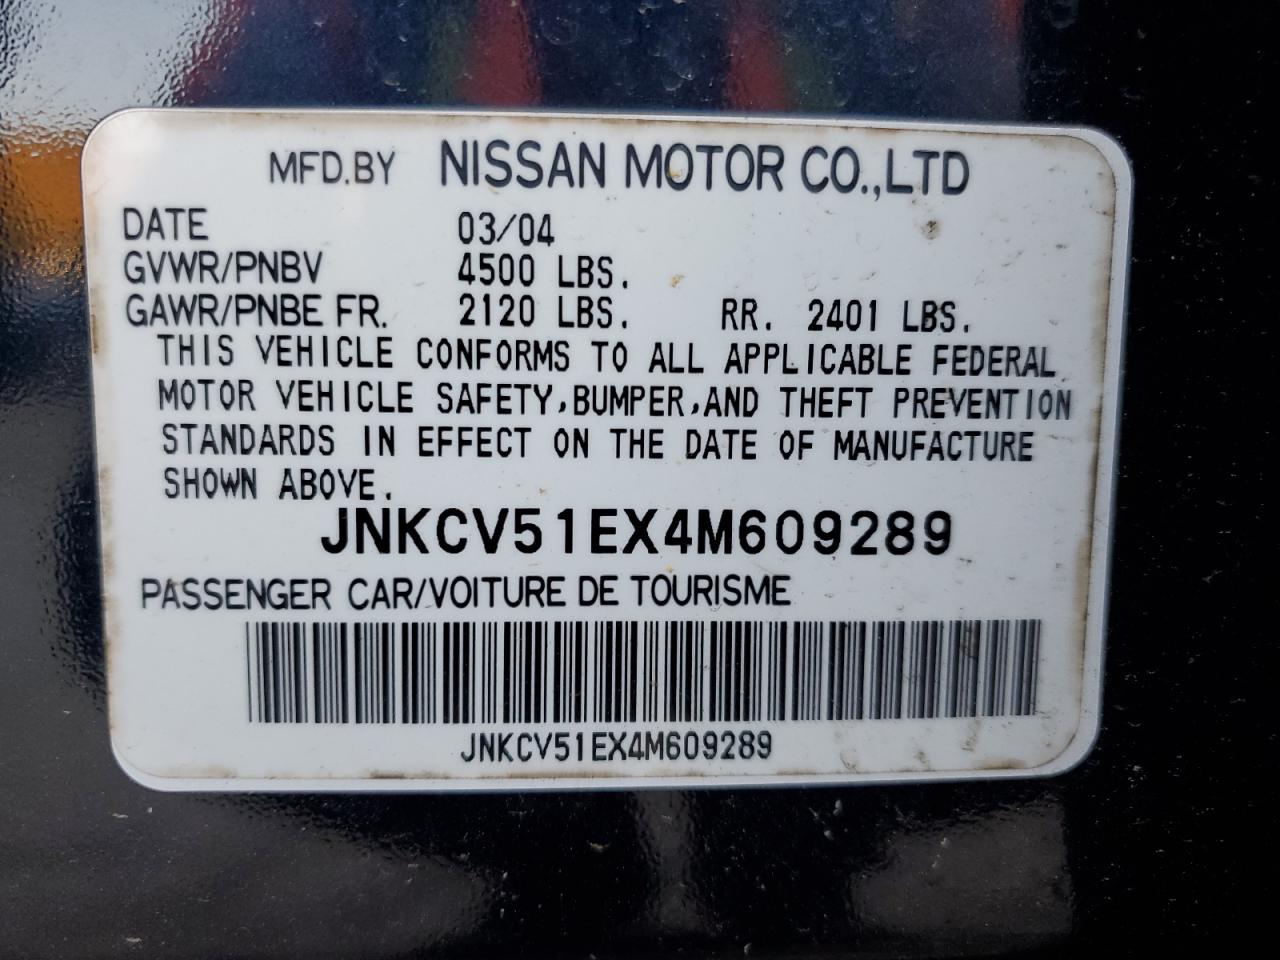 MFD.BY NISSAN MOTOR CO.,LTD
DATE 03/04
GVWR/PNBV 4500 LBS.
GAWR/PNBE FR. 2120 LBS. RR. 2401 LBS.
THIS VEHICLE CONFORMS TO ALL APPLICABLE FEDERAL
MOTOR VEHICLE SAFETY,BUMPER,AND THEFT PREVENTION
STANDARDS IN EFFECT ON THE DATE OF MANUFACTURE
SHOWN ABOVE.
JNKCV51EX4M609289
PASSENGER CAR/VOITURE DE TOURISME
JNKCV51EX4M609289